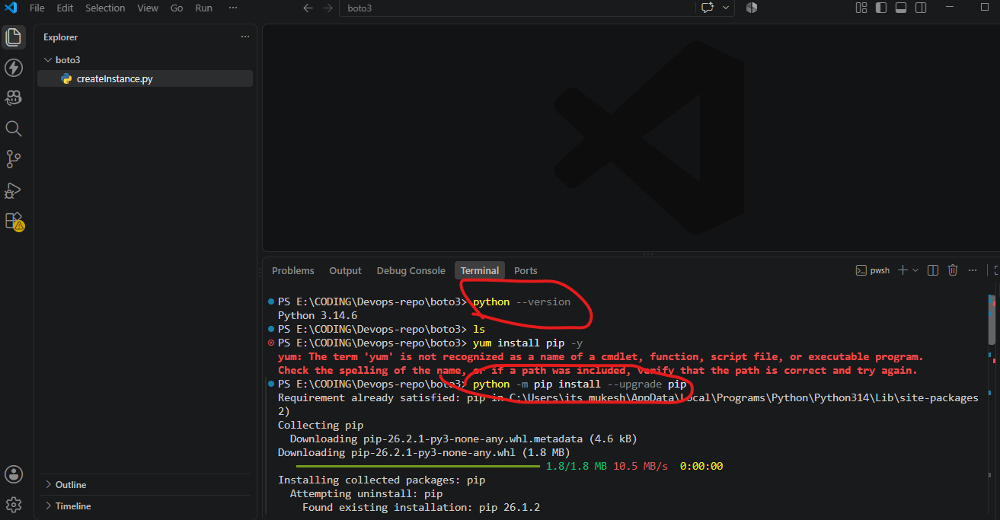 File Edit Selection View Go Run ··· boto3
Explorer ···
boto3
createInstance.py
Problems Output Debug Console Terminal Ports pwsh ···
PS E:\CODING\Devops-repo\boto3> python --version
Python 3.14.6
PS E:\CODING\Devops-repo\boto3> ls
PS E:\CODING\Devops-repo\boto3> yum install pip -y
yum: The term 'yum' is not recognized as a name of a cmdlet, function, script file, or executable program.
Check the spelling of the name, or if a path was included, verify that the path is correct and try again.
PS E:\CODING\Devops-repo\boto3> python -m pip install --upgrade pip
Requirement already satisfied: pip in C:\Users\its_mukesh\AppData\Local\Programs\Python\Python314\Lib\site-packages
2)
Collecting pip
Downloading pip-26.2.1-py3-none-any.whl.metadata (4.6 kB)
Downloading pip-26.2.1-py3-none-any.whl (1.8 MB)
1.8/1.8 MB 10.5 MB/s 0:00:00
Installing collected packages: pip
Attempting uninstall: pip
Found existing installation: pip 26.1.2
Outline
Timeline